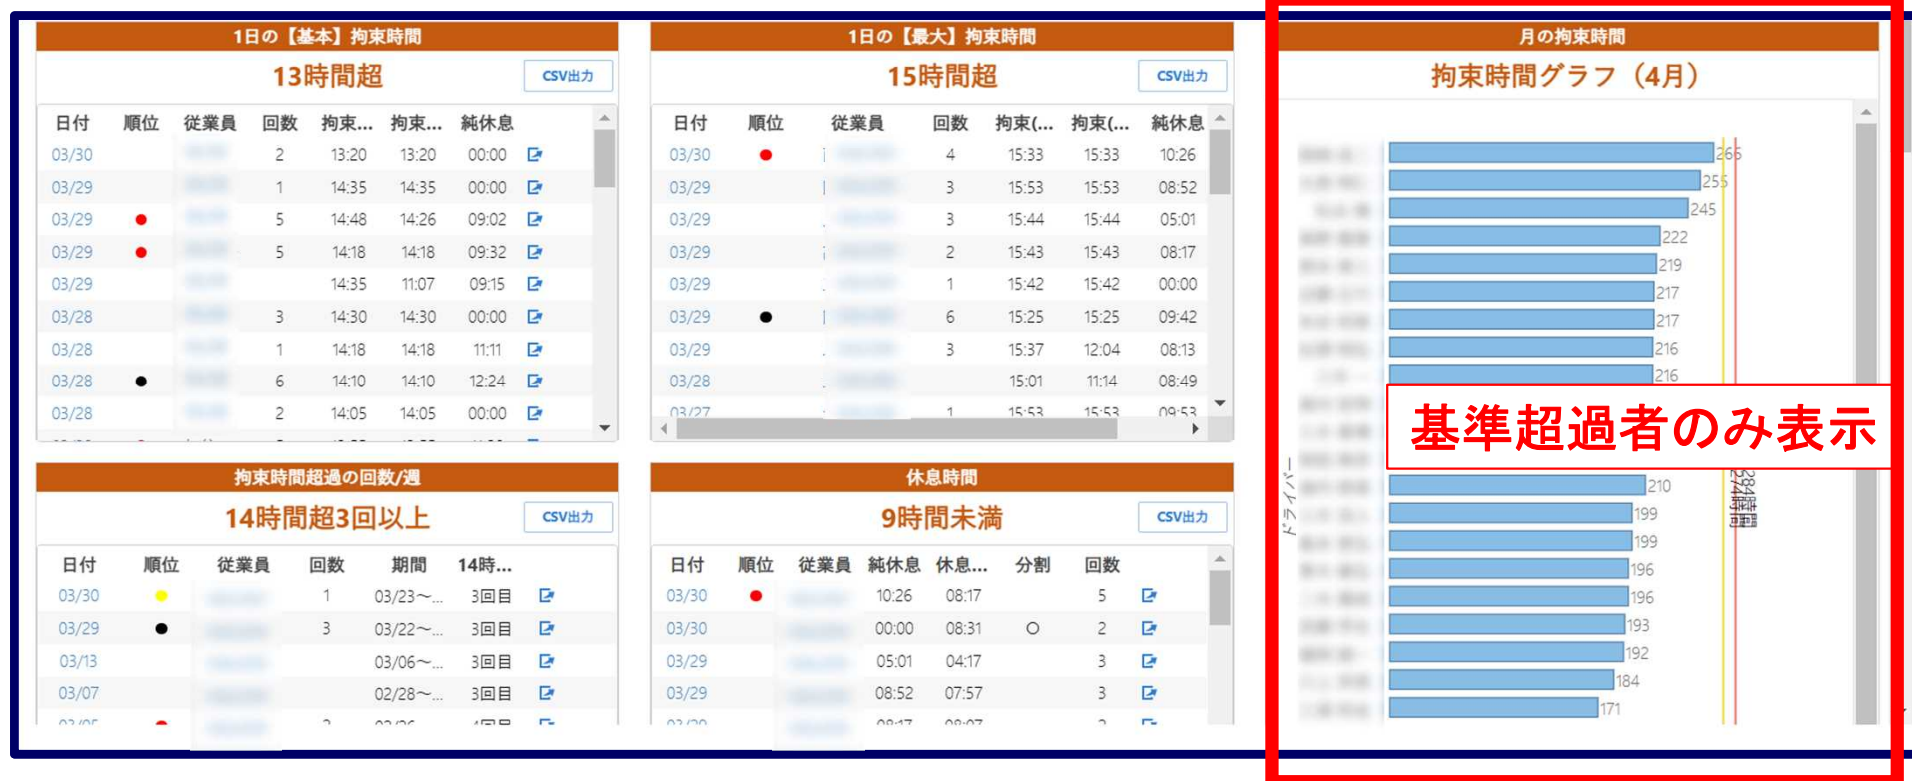 1日の【基本】拘束時間
13時間超
CSV出力
日付 順位 従業員 回数 拘束... 拘束... 純休息
03/30 2 13:20 13:20 00:00
03/29 1 14:35 14:35 00:00
03/29 ● 5 14:48 14:26 09:02
03/29 ● 5 14:18 14:18 09:32
03/29 14:35 11:07 09:15
03/28 3 14:30 14:30 00:00
03/28 1 14:18 14:18 11:11
03/28 ● 6 14:10 14:10 12:24
03/28 2 14:05 14:05 00:00
1日の【最大】拘束時間
15時間超
CSV出力
日付 順位 従業員 回数 拘束(... 拘束(... 純休息
03/30 ● 4 15:33 15:33 10:26
03/29 3 15:53 15:53 08:52
03/29 3 15:44 15:44 05:01
03/29 2 15:43 15:43 08:17
03/29 1 15:42 15:42 00:00
03/29 ● 6 15:25 15:25 09:42
03/29 3 15:37 12:04 08:13
03/28 15:01 11:14 08:49
03/27 1 15:53 15:53 09:53
拘束時間超過の回数/週
14時間超3回以上
CSV出力
日付 順位 従業員 回数 期間 14時...
03/30 ● 1 03/23～... 3回目
03/29 ● 3 03/22～... 3回目
03/13 03/06～... 3回目
03/07 02/28～... 3回目
休息時間
9時間未満
CSV出力
日付 順位 従業員 純休息 休息... 分割 回数
03/30 ● 10:26 08:17 5
03/30 00:00 08:31 ○ 2
03/29 05:01 04:17 3
03/29 08:52 07:57 3
月の拘束時間
拘束時間グラフ（4月）
266
255
245
222
219
217
217
216
216
基準超過者のみ表示
ドライバー
210
284時間
274時間
199
199
196
196
193
192
184
171